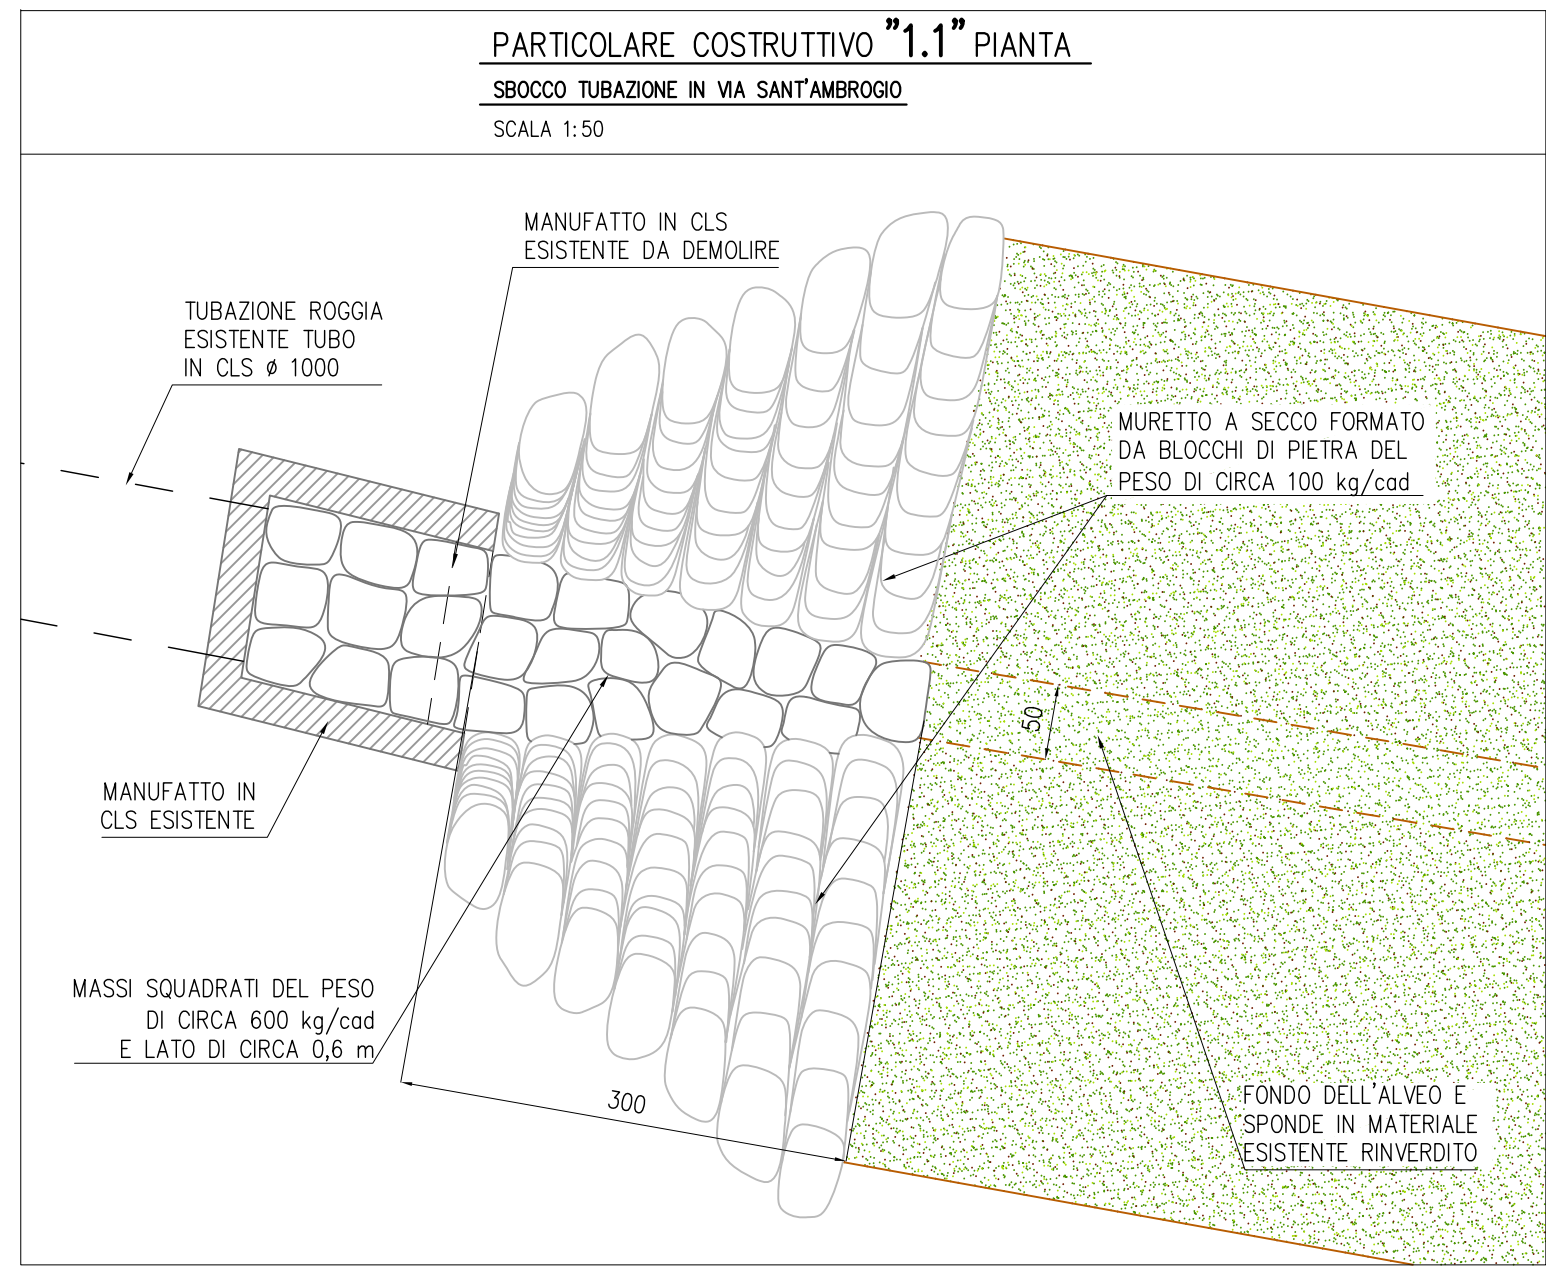 PARTICOLARE COSTRUTTIVO "1.1" PIANTA
SBOCCO TUBAZIONE IN VIA SANT'AMBROGIO
SCALA 1:50
MANUFATTO IN CLS
ESISTENTE DA DEMOLIRE
TUBAZIONE ROGGIA
ESISTENTE TUBO
IN CLS ø 1000
MURETTO A SECCO FORMATO
DA BLOCCHI DI PIETRA DEL
PESO DI CIRCA 100 kg/cad
50
MANUFATTO IN
CLS ESISTENTE
MASSI SQUADRATI DEL PESO
DI CIRCA 600 kg/cad
E LATO DI CIRCA 0,6 m
300
FONDO DELL'ALVEO E
SPONDE IN MATERIALE
ESISTENTE RINVERDITO